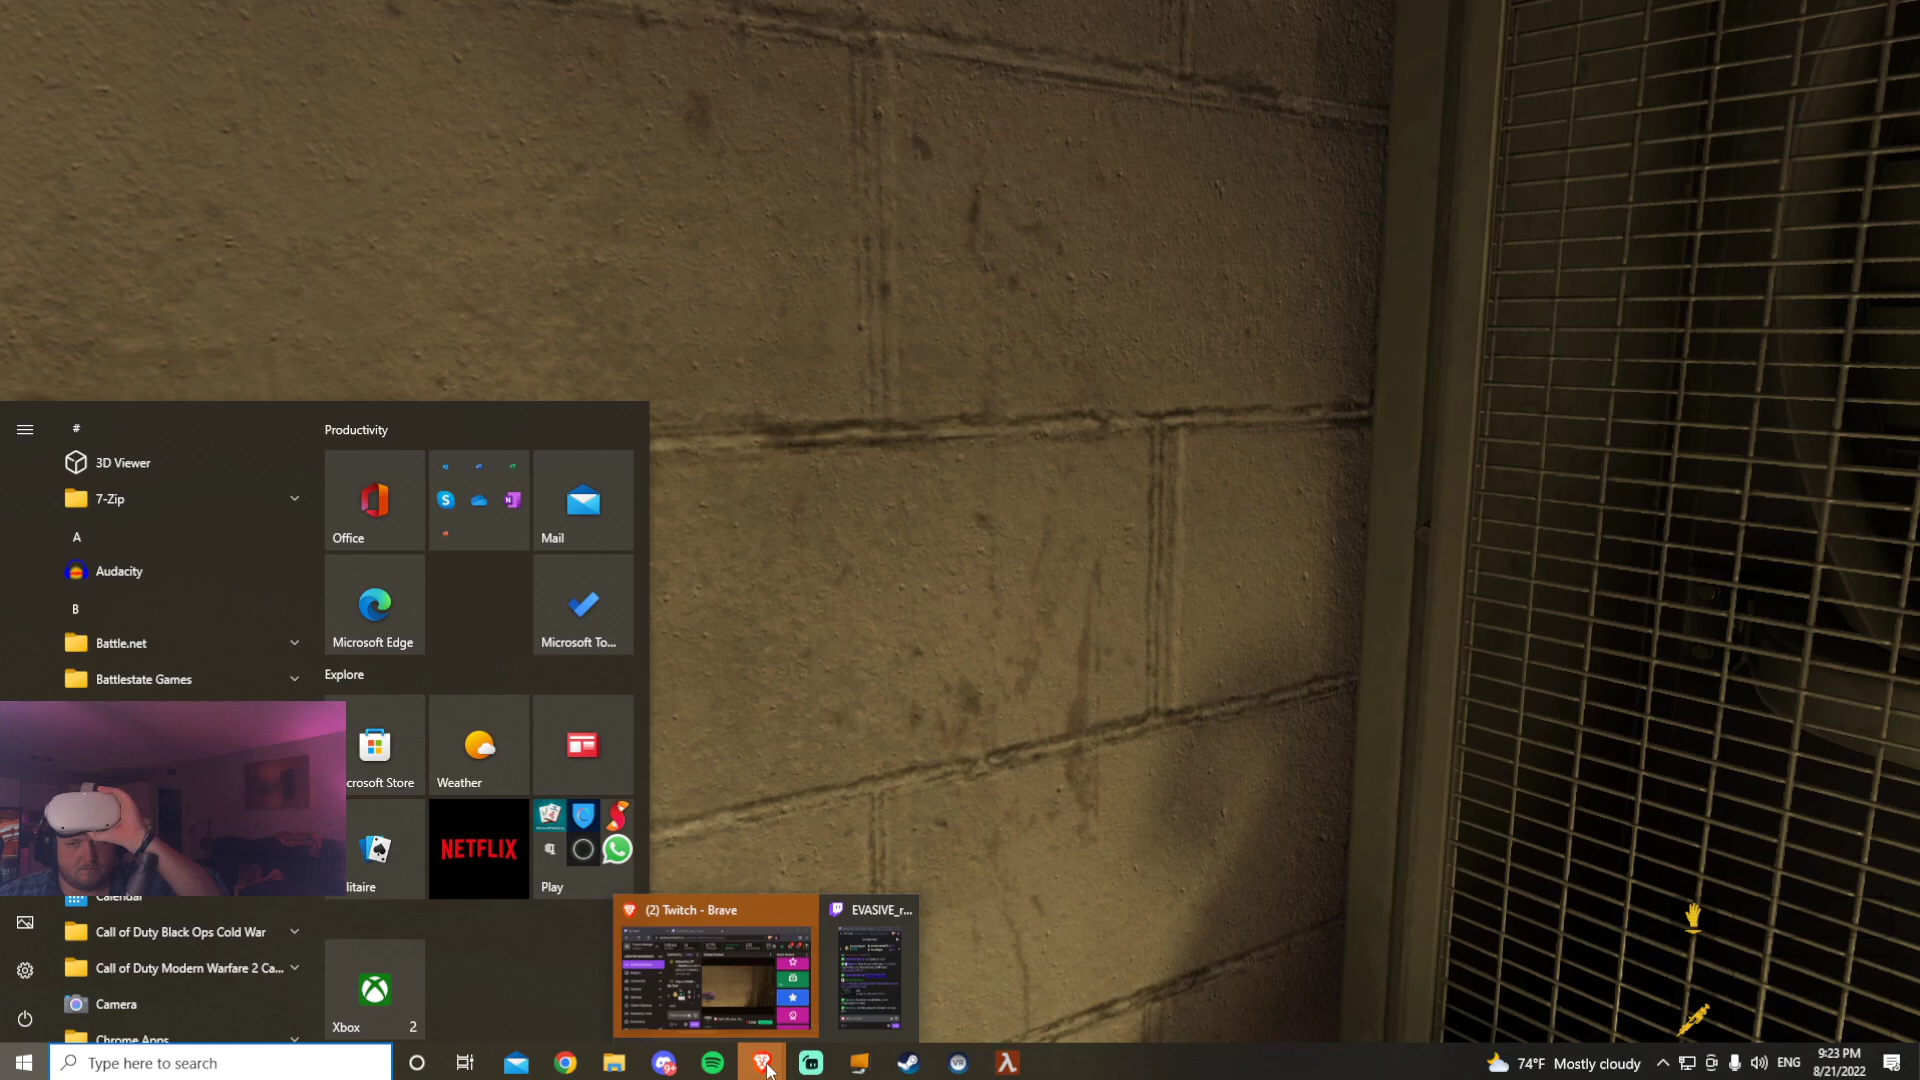 #
3D Viewer
7-Zip
A
Audacity
B
Battle.net
Battlestate Games
Calendar
Call of Duty Black Ops Cold War
Call of Duty Modern Warfare 2 Ca...
Camera
Chrome Apps
Productivity
Office
Mail
Microsoft Edge
Microsoft To...
Explore
crosoft Store
Weather
litaire
NETFLIX
Play
Xbox 2
(2) Twitch - Brave
EVASIVE_r...
Type here to search
9+
VR
74°F Mostly cloudy
ENG
9:23 PM
8/21/2022